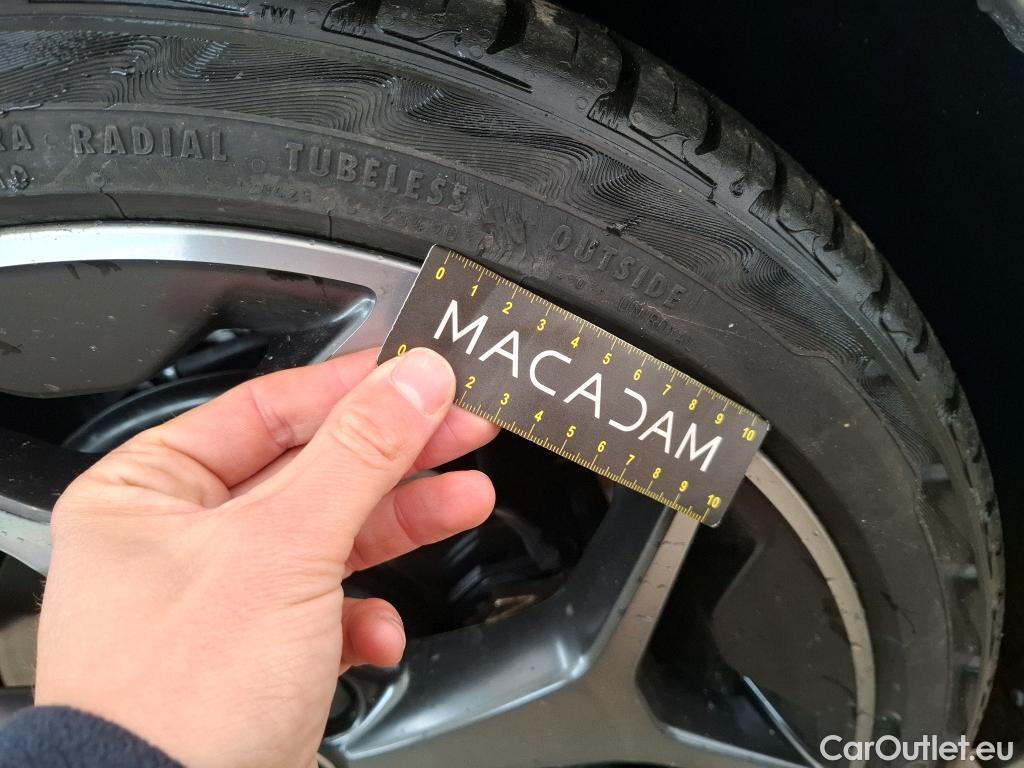 TWI
RADIAL
TUBELESS
OUTSIDE
0 1 2 3 4 5 6 7 8 9 10
MACADAM
0 2 3 4 5 6 7 8 9 10
CarOutlet.eu